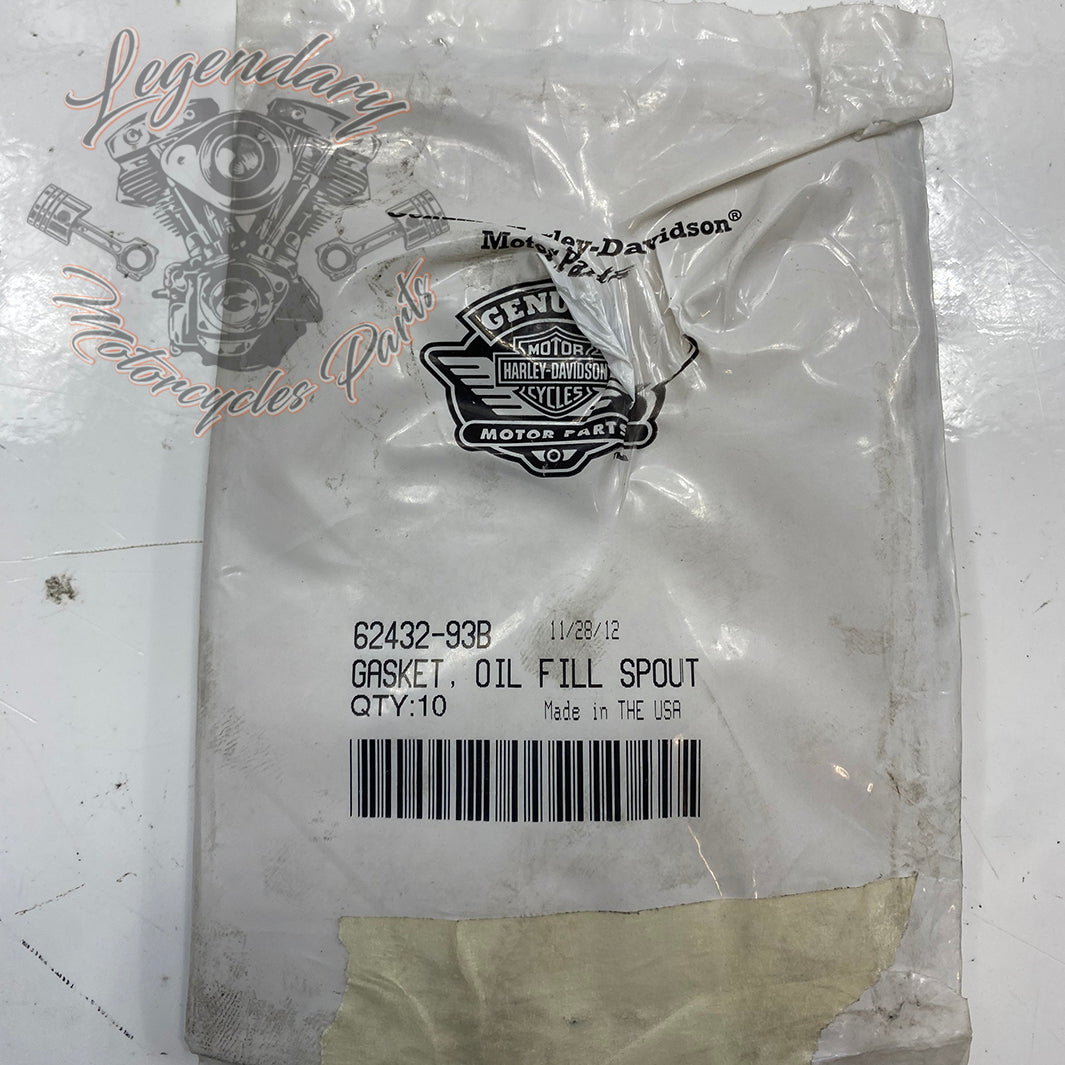 Legendary
Motorcycles Parts
Harley-Davidson®
Motor Parts
GENU
MOTOR
HARLEY-DAVIDSON
CYCLES
MOTOR PARTS
62432-93B 11/28/12
GASKET, OIL FILL SPOUT
QTY:10 Made in THE USA